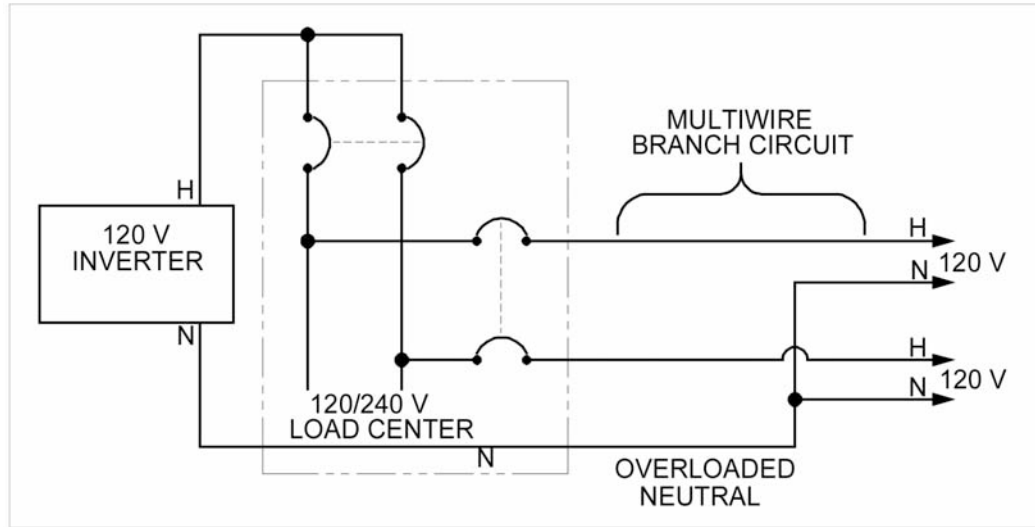 MULTIWIRE
BRANCH CIRCUIT
H
120 V
INVERTER
N
H
N
120 V
H
N
120 V
120/240 V
LOAD CENTER
N
OVERLOADED
NEUTRAL